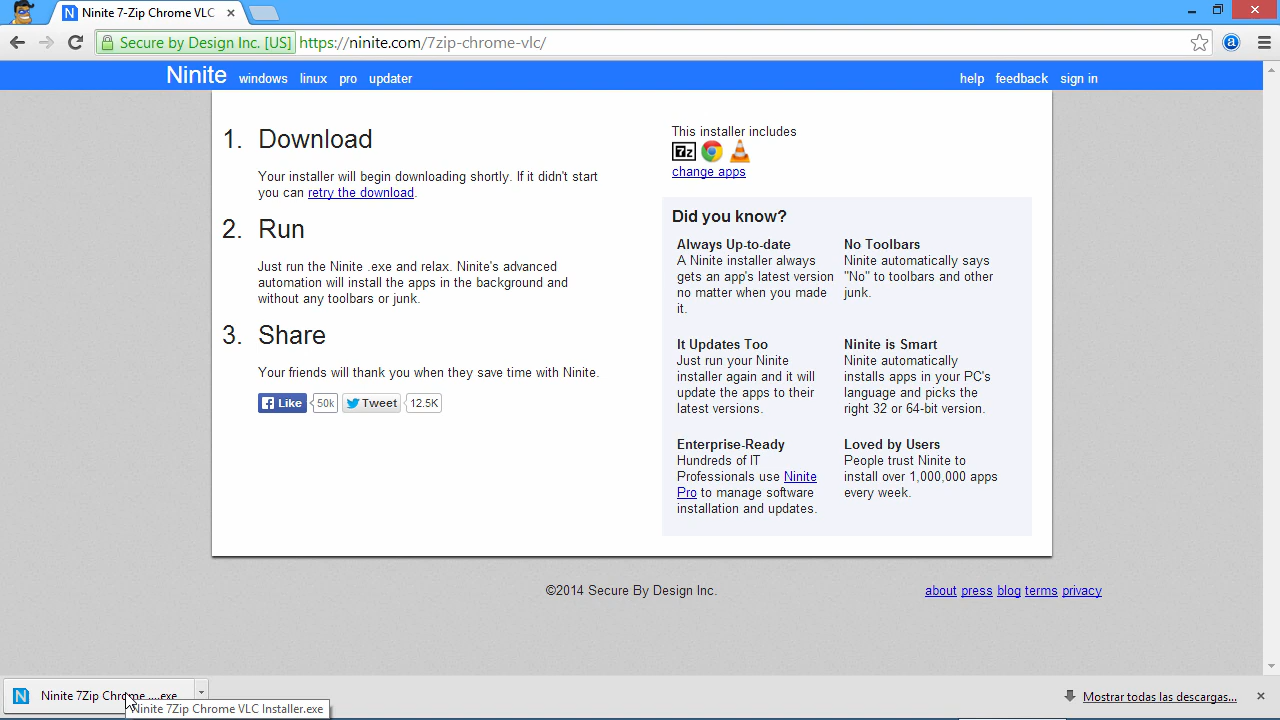 Ninite 7-Zip Chrome VLC
Secure by Design Inc. [US] https://ninite.com/7zip-chrome-vlc/
Ninite windows linux pro updater help feedback sign in
1. Download
Your installer will begin downloading shortly. If it didn't start
you can retry the download.
2. Run
Just run the Ninite .exe and relax. Ninite's advanced
automation will install the apps in the background and
without any toolbars or junk.
3. Share
Your friends will thank you when they save time with Ninite.
Like 50k Tweet 12.5K
This installer includes
7z
change apps
Did you know?
Always Up-to-date
A Ninite installer always
gets an app's latest version
no matter when you made
it.
No Toolbars
Ninite automatically says
"No" to toolbars and other
junk.
It Updates Too
Just run your Ninite
installer again and it will
update the apps to their
latest versions.
Ninite is Smart
Ninite automatically
installs apps in your PC's
language and picks the
right 32 or 64-bit version.
Enterprise-Ready
Hundreds of IT
Professionals use Ninite
Pro to manage software
installation and updates.
Loved by Users
People trust Ninite to
install over 1,000,000 apps
every week.
©2014 Secure By Design Inc.
about press blog terms privacy
Ninite 7Zip Chrome ....exe
Ninite 7Zip Chrome VLC Installer.exe
Mostrar todas las descargas...